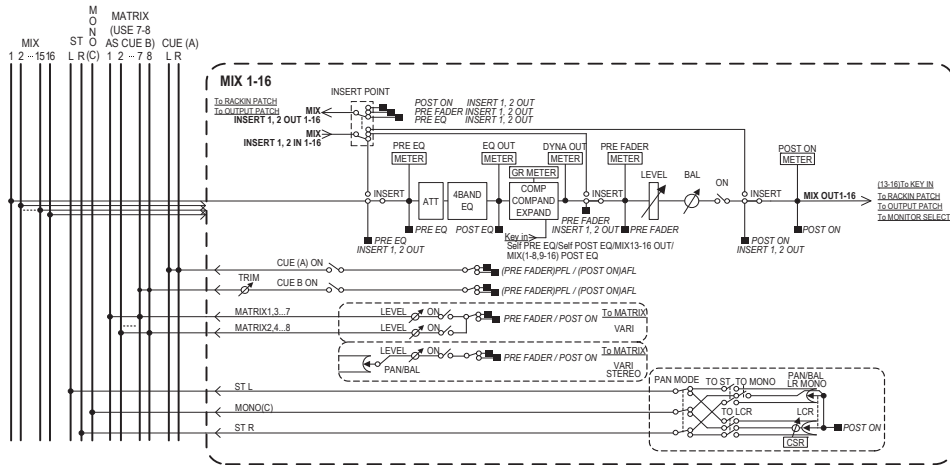 MONO(C)
MATRIX
(USE 7-8
AS CUE B)
CUE (A)
MIX
ST
1 2 ··· 15 16
L R
1 2 ··· 7 8
L R
MIX 1-16
INSERT POINT
To RACKIN PATCH
To OUTPUT PATCH
MIX
INSERT 1, 2 OUT 1-16
MIX
INSERT 1, 2 IN 1-16
POST ON INSERT 1, 2 OUT
PRE FADER INSERT 1, 2 OUT
PRE EQ INSERT 1, 2 OUT
PRE EQ
METER
EQ OUT
METER
DYNA OUT
METER
GR METER
PRE FADER
METER
POST ON
METER
INSERT
ATT
4BAND
EQ
COMP
COMPAND
EXPAND
INSERT
LEVEL
BAL
ON
INSERT
MIX OUT1-16
(13-16)To KEY IN
To RACKIN PATCH
To OUTPUT PATCH
To MONITOR SELECT
PRE EQ
INSERT 1, 2 OUT
PRE EQ
POST EQ
Key in
Self PRE EQ/Self POST EQ/MIX13-16 OUT/
MIX(1-8,9-16) POST EQ
PRE FADER
INSERT 1, 2 OUT
PRE FADER
POST ON
INSERT 1, 2 OUT
POST ON
CUE (A) ON
(PRE FADER)PFL / (POST ON)AFL
TRIM
CUE B ON
(PRE FADER)PFL / (POST ON)AFL
MATRIX1,3...7
LEVEL
ON
PRE FADER / POST ON
To MATRIX
VARI
MATRIX2,4...8
LEVEL
ON
LEVEL
ON
PAN/BAL
PRE FADER / POST ON
To MATRIX
VARI
STEREO
ST L
MONO(C)
ST R
PAN MODE
TO ST
TO MONO
PAN/BAL
LR MONO
TO LCR
LCR
CSR
POST ON